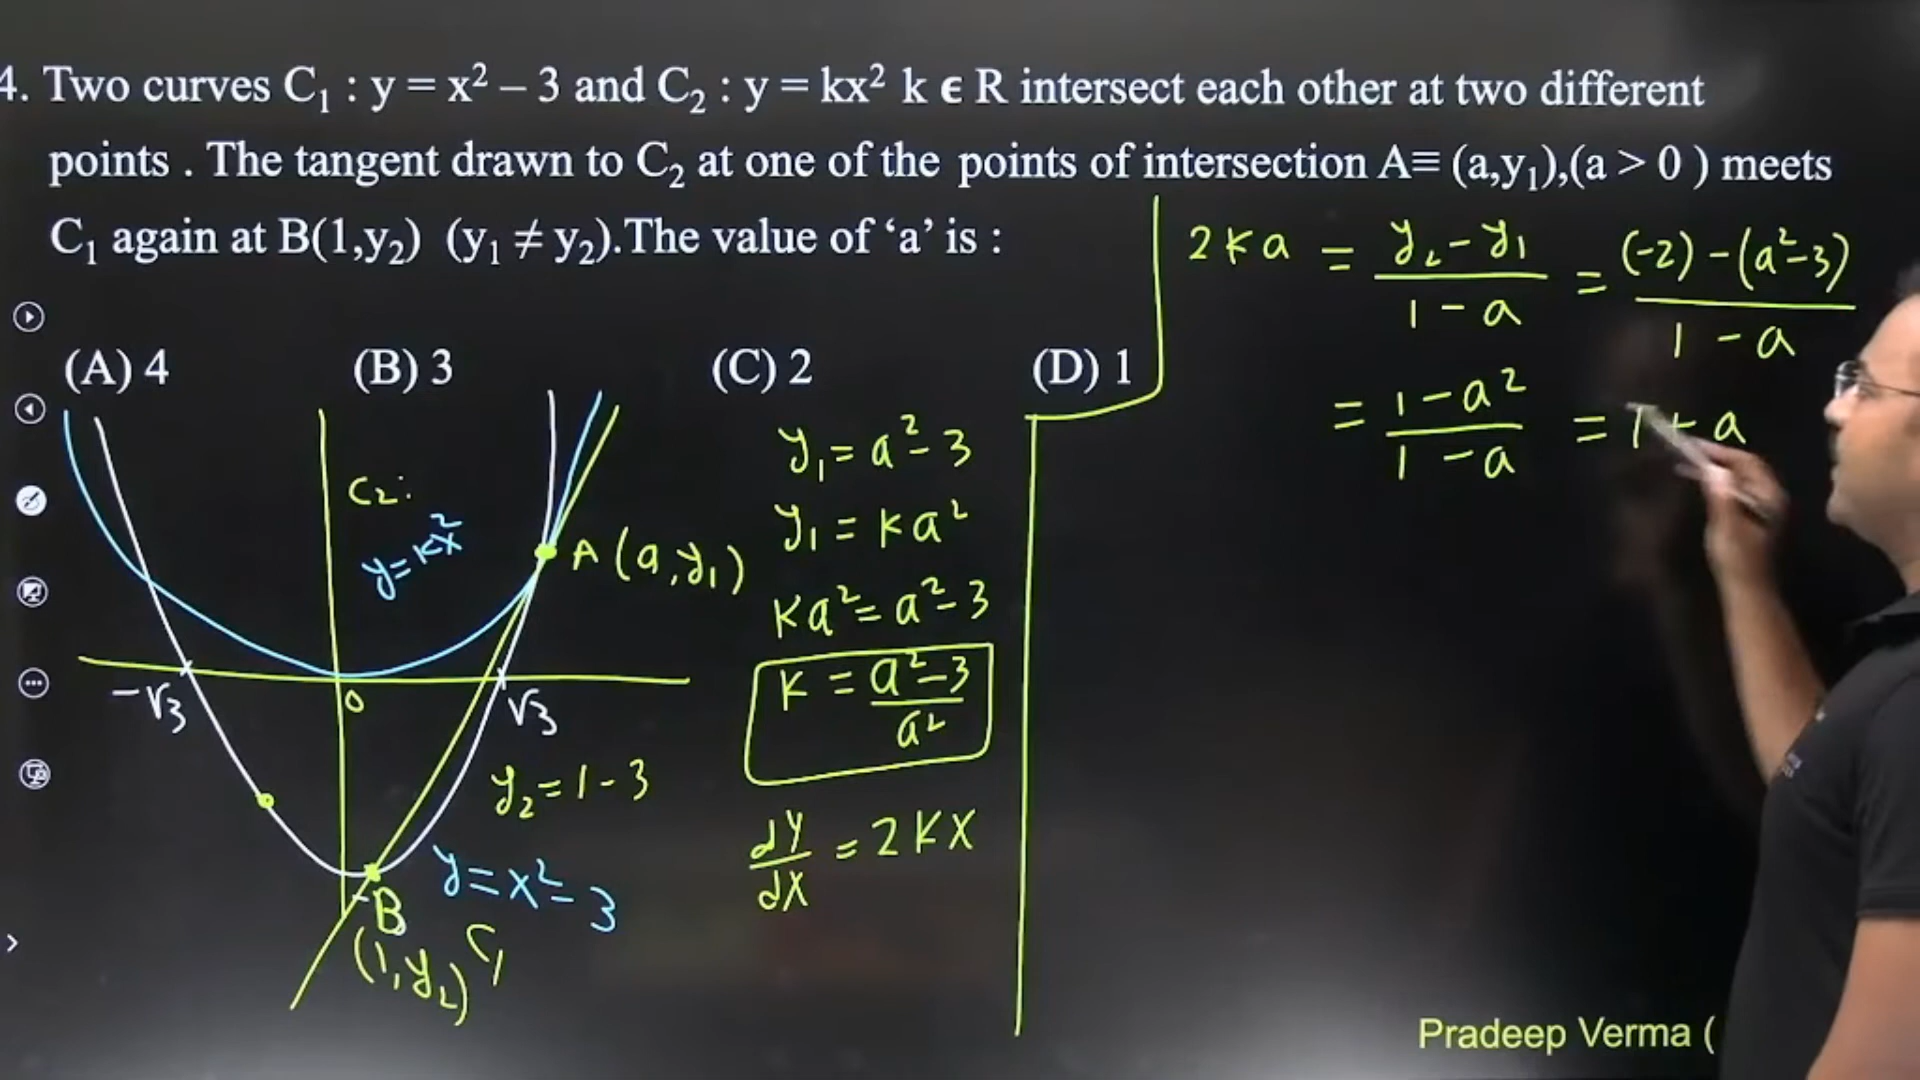 4. Two curves C₁ : y = x² – 3 and C₂ : y = kx² k ϵ R intersect each other at two different
points . The tangent drawn to C₂ at one of the points of intersection A≡ (a,y₁),(a > 0 ) meets
C₁ again at B(1,y₂) (y₁ ≠ y₂).The value of ‘a’ is :
(A) 4 (B) 3 (C) 2 (D) 1
2ka = (y₂-y₁)/(1-a) = ((-2)-(a²-3))/(1-a)
= (1-a²)/(1-a) = 1+a
C₂:
y=kx²
A(a,y₁)
-√3
0
√3
y₂=1-3
y=x²-3
B
(1,y₂)
C₁
y₁=a²-3
y₁=ka²
ka²=a²-3
k=(a²-3)/a²
dy/dx=2kx
Pradeep Verma (